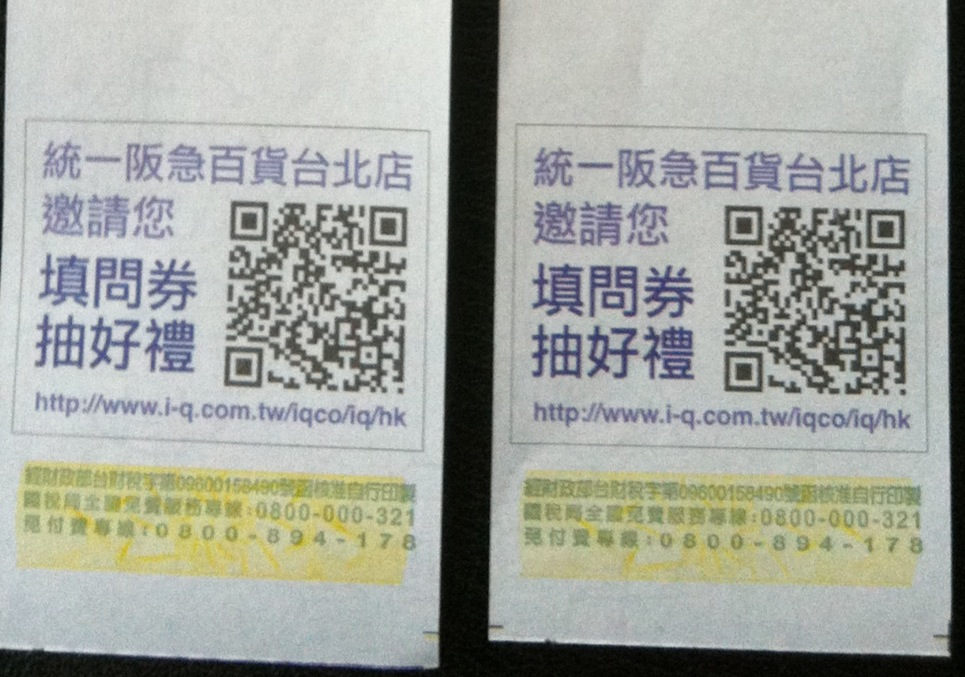 統一阪急百貨台北店
邀請您
填問券
抽好禮
http://www.i-q.com.tw/iqco/iq/hk
經財政部台財稅字第09600158490號函核准自行印製
國稅局全國免費服務專線:0800-000-321
免付費專線:0800-894-178
統一阪急百貨台北店
邀請您
填問券
抽好禮
http://www.i-q.com.tw/iqco/iq/hk
經財政部台財稅字第09600158490號函核准自行印製
國稅局全國免費服務專線:0800-000-321
免付費專線:0800-894-178